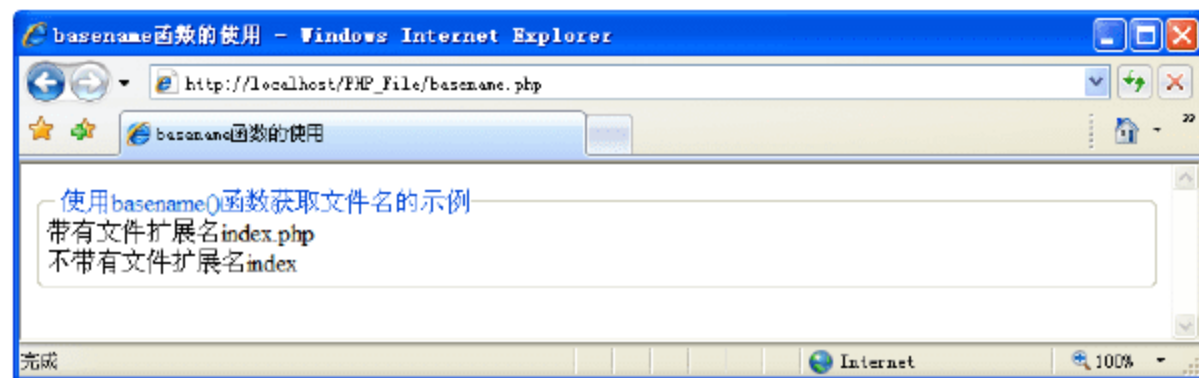 basename函数的使用 - Windows Internet Explorer
http://localhost/PHP_File/basename.php
basename函数的使用
使用basename()函数获取文件名的示例
带有文件扩展名index.php
不带有文件扩展名index
完成
Internet
100%